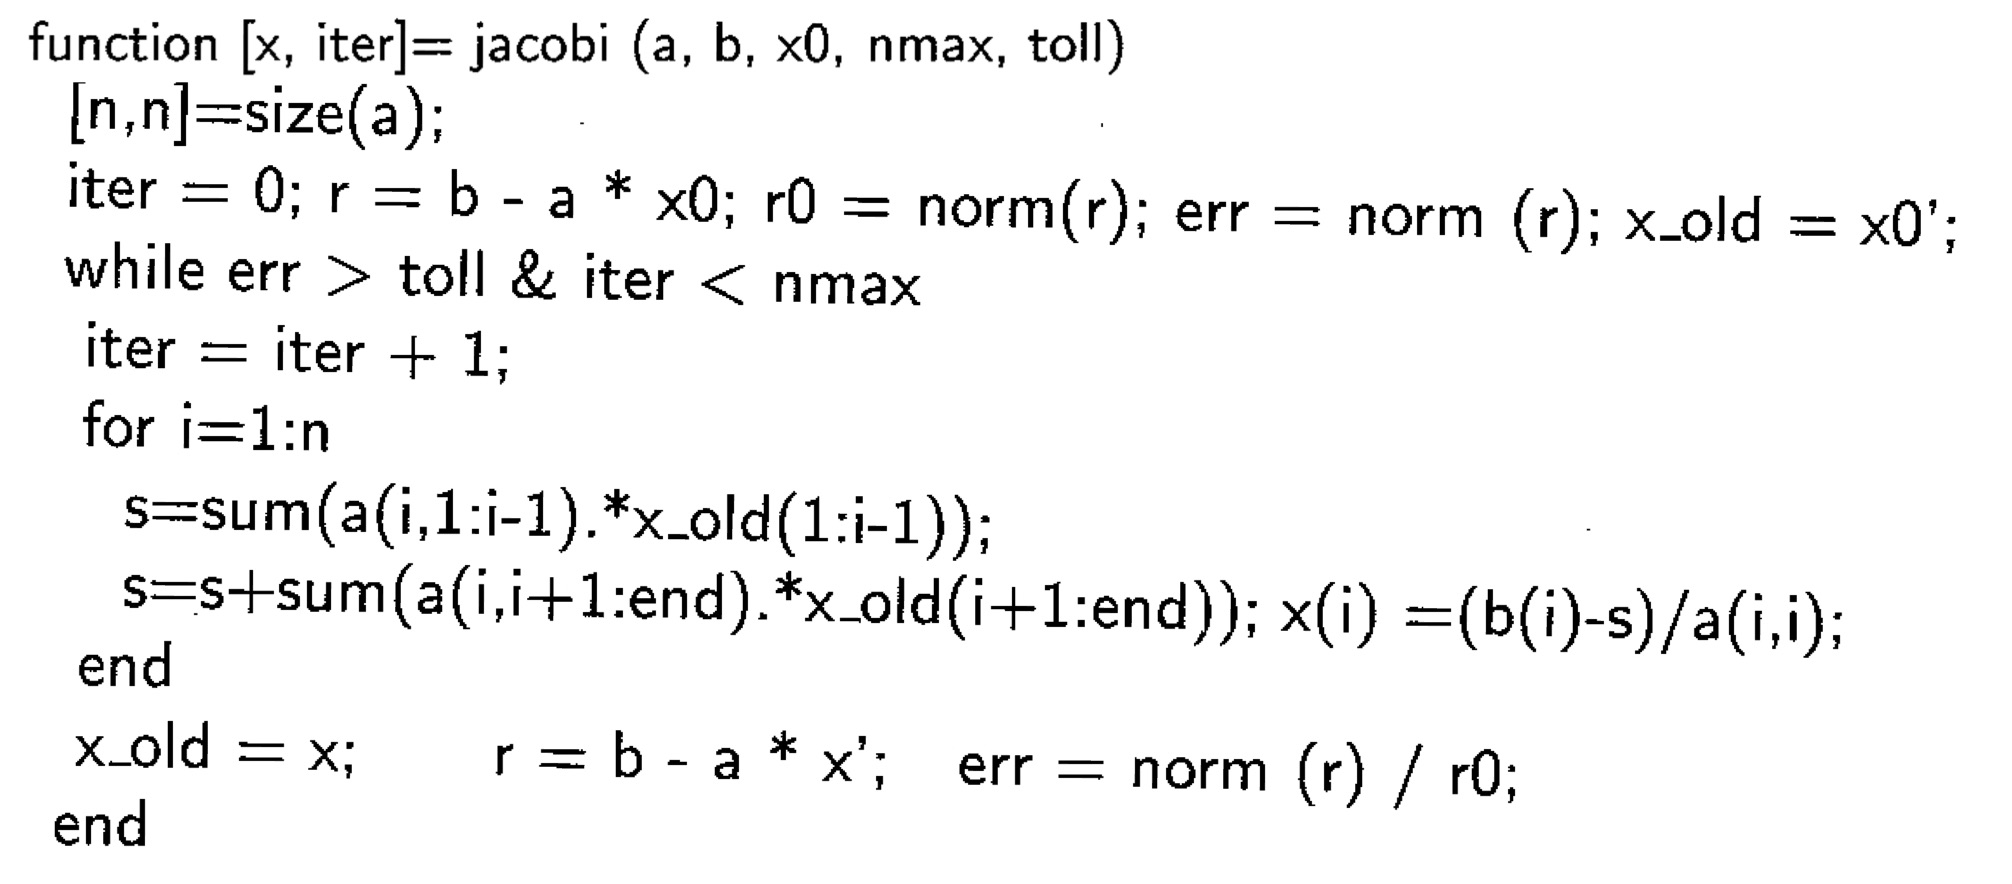 function [x, iter]= jacobi (a, b, x0, nmax, toll)
[n,n]=size(a);
iter = 0; r = b - a * x0; r0 = norm(r); err = norm (r); x_old = x0';
while err > toll & iter < nmax
iter = iter + 1;
for i=1:n
s=sum(a(i,1:i-1).*x_old(1:i-1));
s=s+sum(a(i,i+1:end).*x_old(i+1:end)); x(i) =(b(i)-s)/a(i,i);
end
x_old = x; r = b - a * x'; err = norm (r) / r0;
end